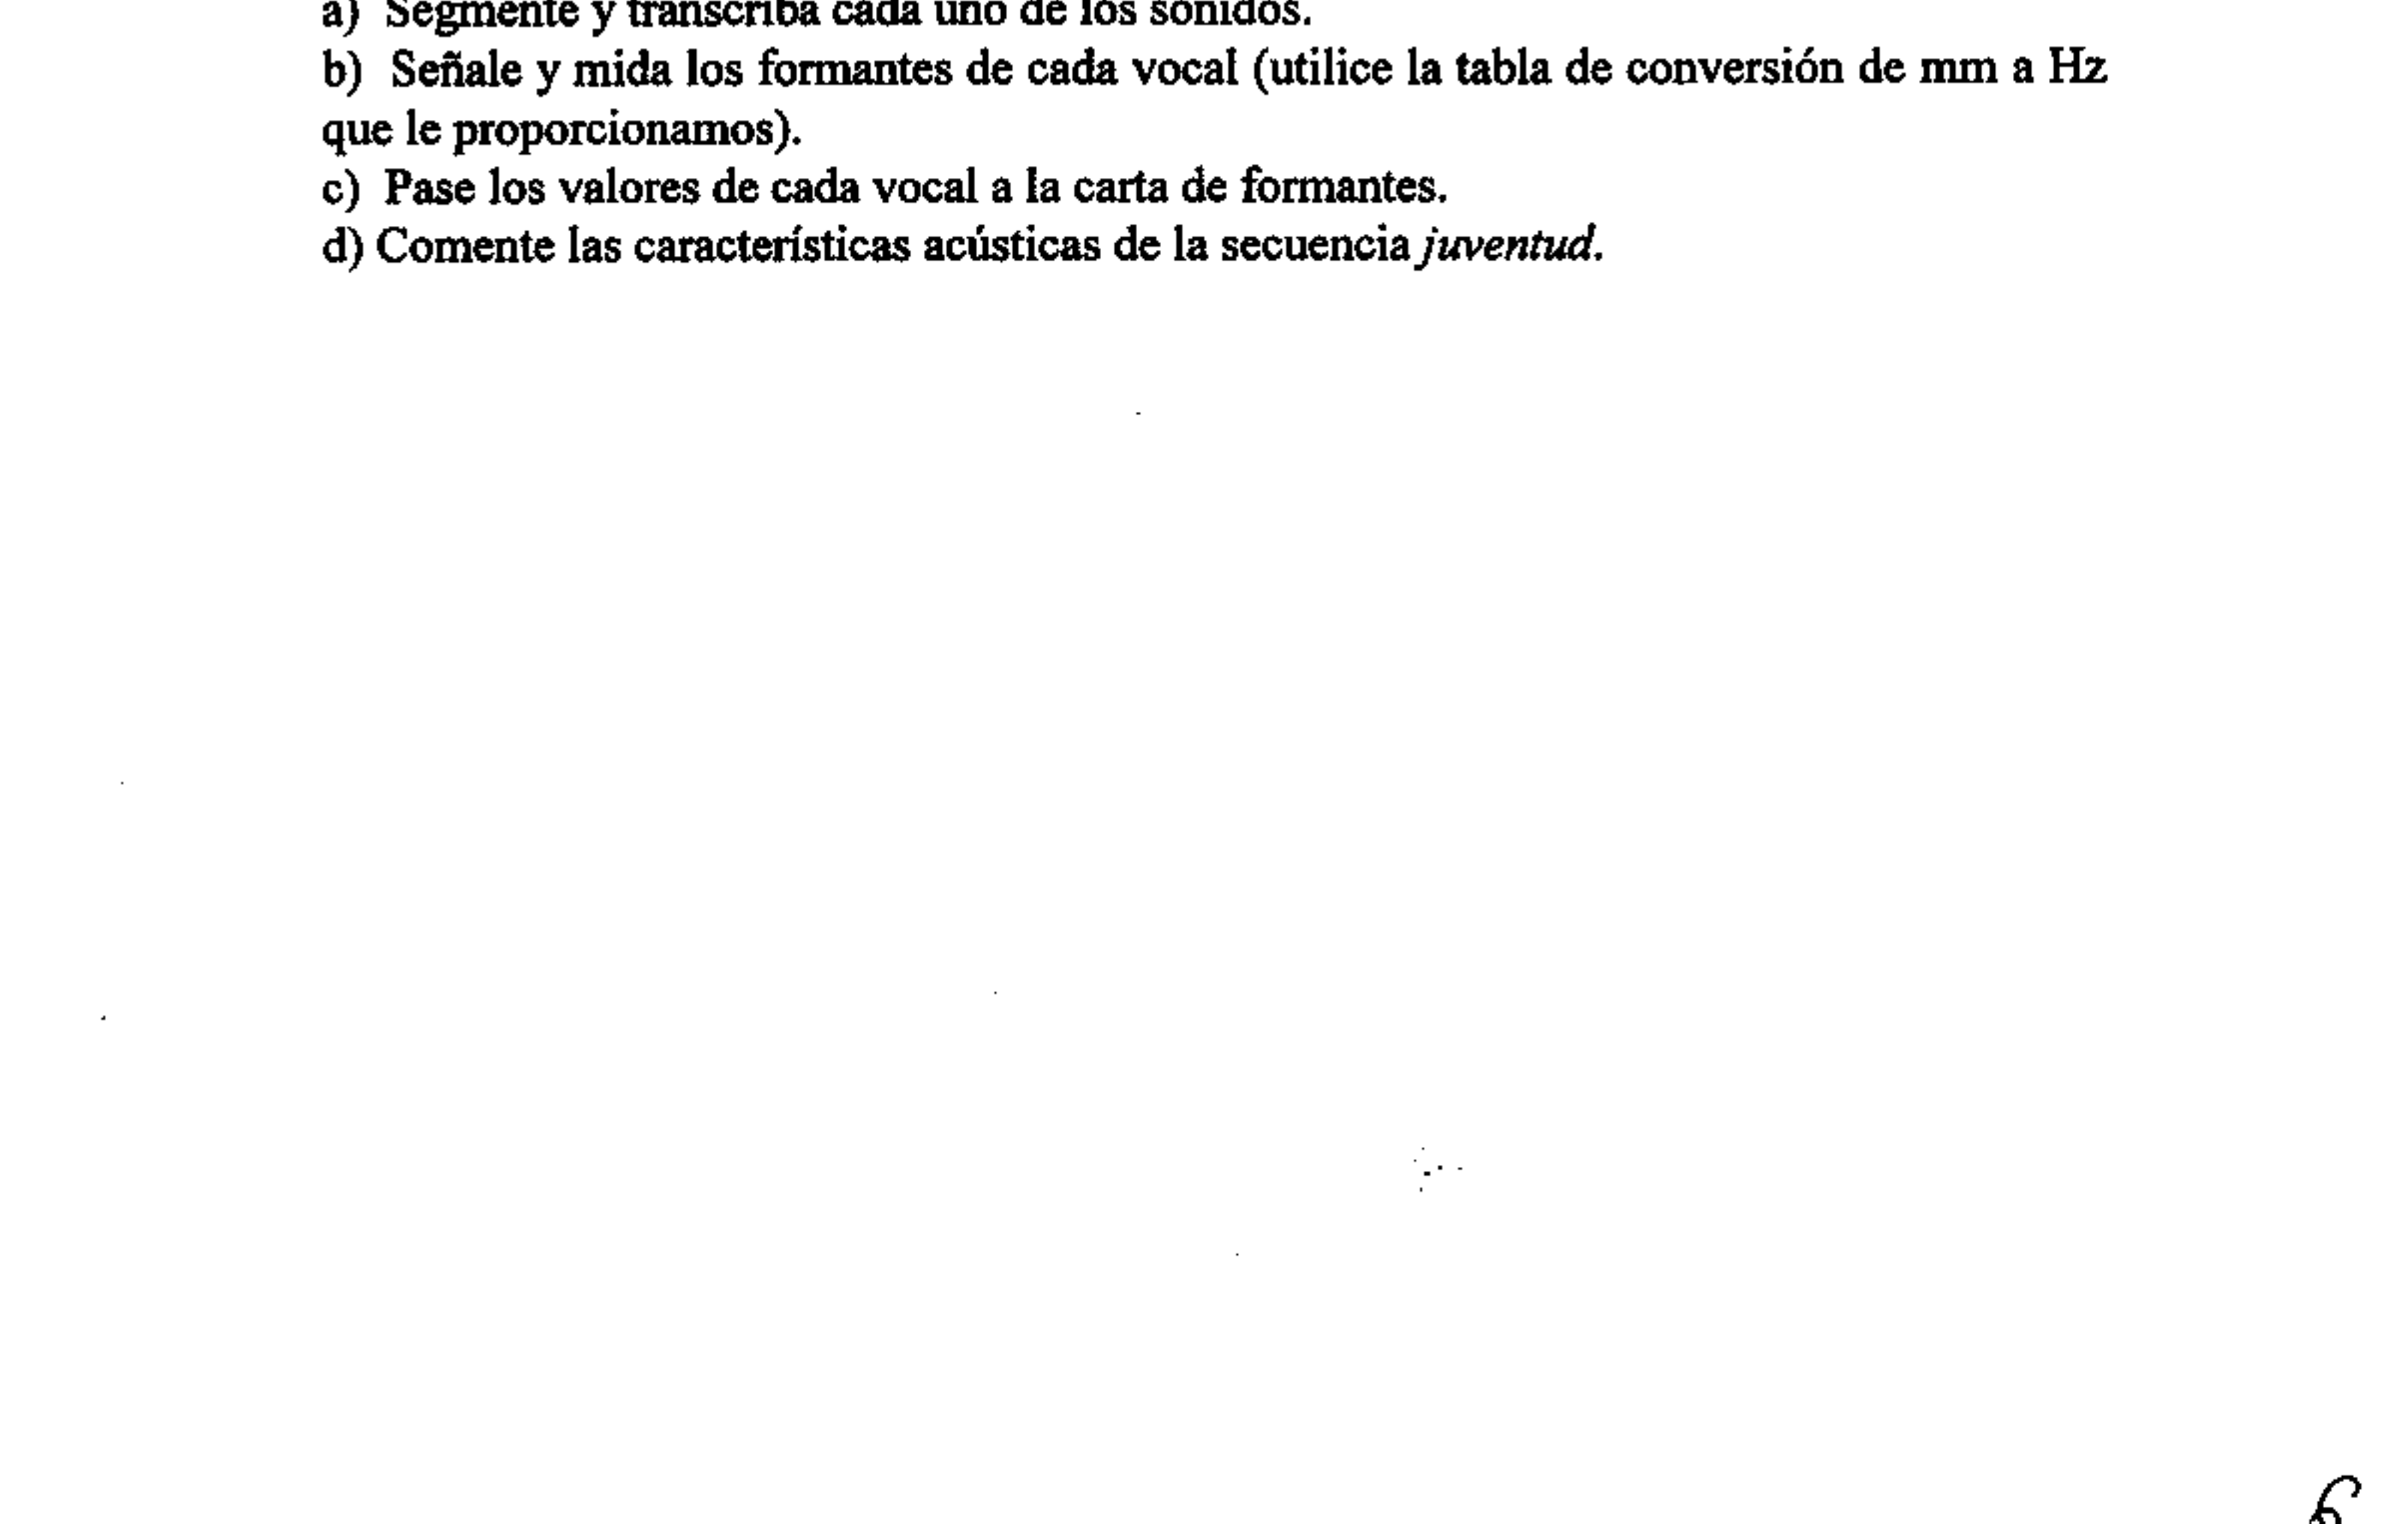 a) Segmente y transcriba cada uno de los sonidos.
b) Señale y mida los formantes de cada vocal (utilice la tabla de conversión de mm a Hz
que le proporcionamos).
c) Pase los valores de cada vocal a la carta de formantes.
d) Comente las características acústicas de la secuencia juventud.